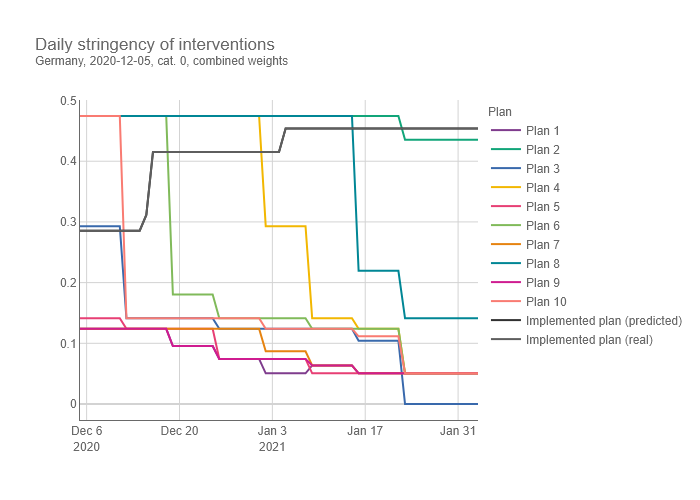 Daily stringency of interventions
Germany, 2020-12-05, cat. 0, combined weights
Plan
0.5
0.4
0.3
0.2
0.1
0
Dec 6
2020
Dec 20
Jan 3
2021
Jan 17
Jan 31
Plan 1
Plan 2
Plan 3
Plan 4
Plan 5
Plan 6
Plan 7
Plan 8
Plan 9
Plan 10
Implemented plan (predicted)
Implemented plan (real)